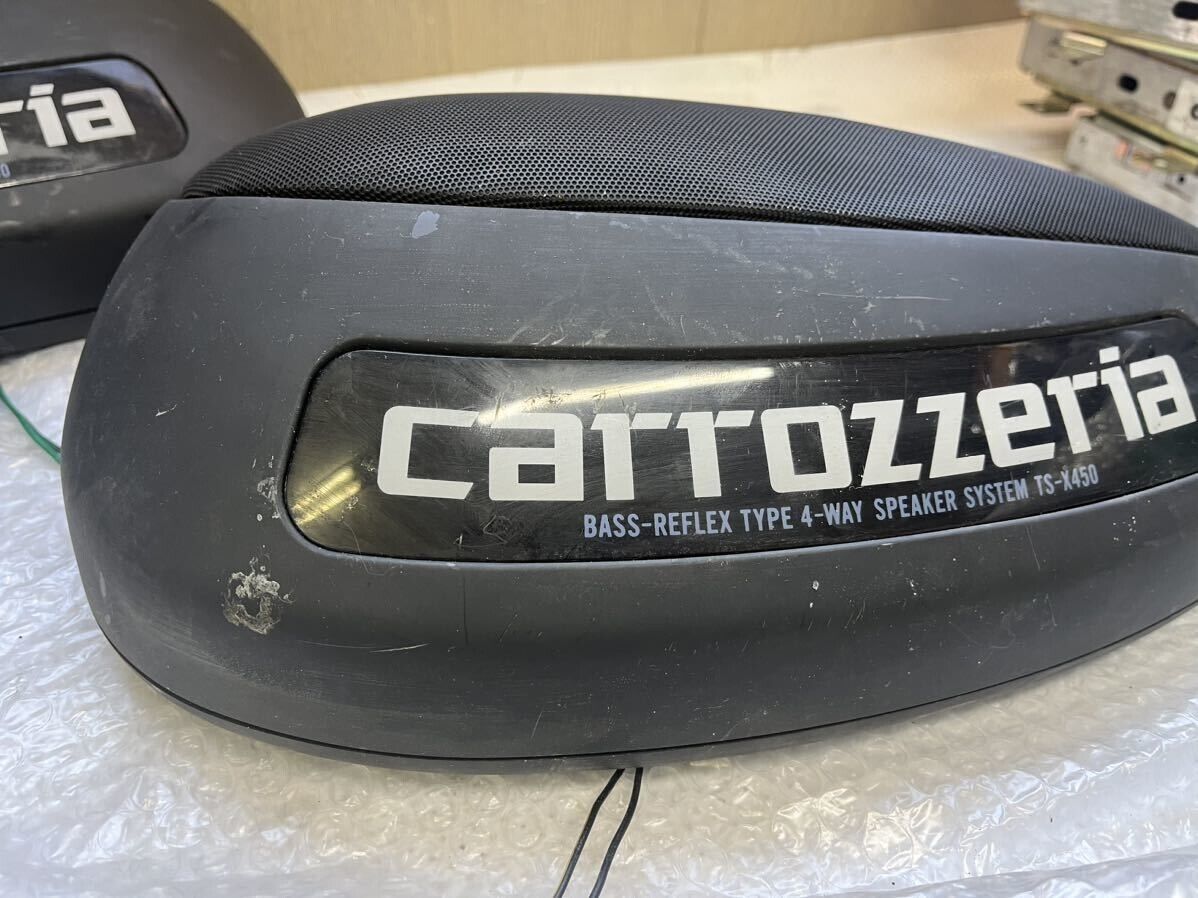 ria
carrozzeria
BASS-REFLEX TYPE 4-WAY SPEAKER SYSTEM TS-X450